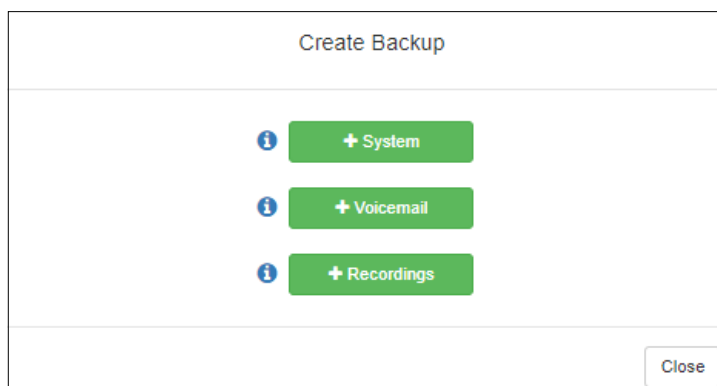 Create Backup
+ System
+ Voicemail
+ Recordings
Close